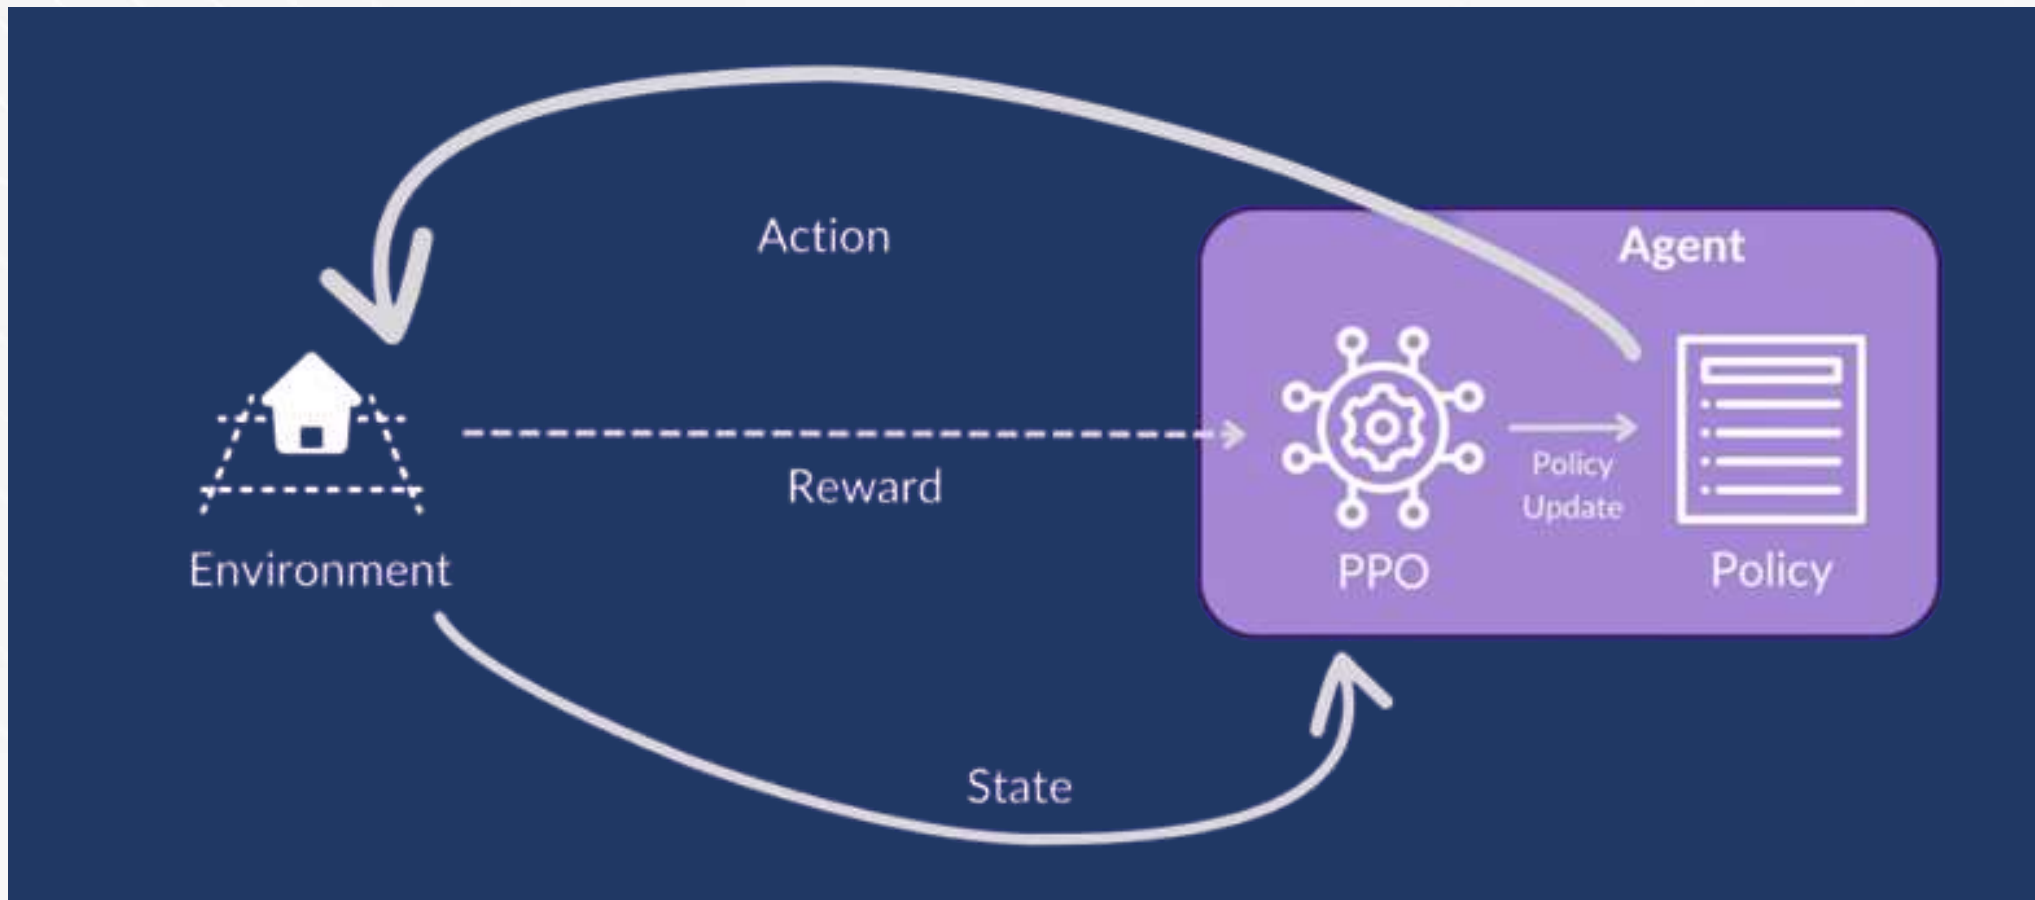 Action
Agent
Reward
Policy
Update
Environment
PPO
Policy
State